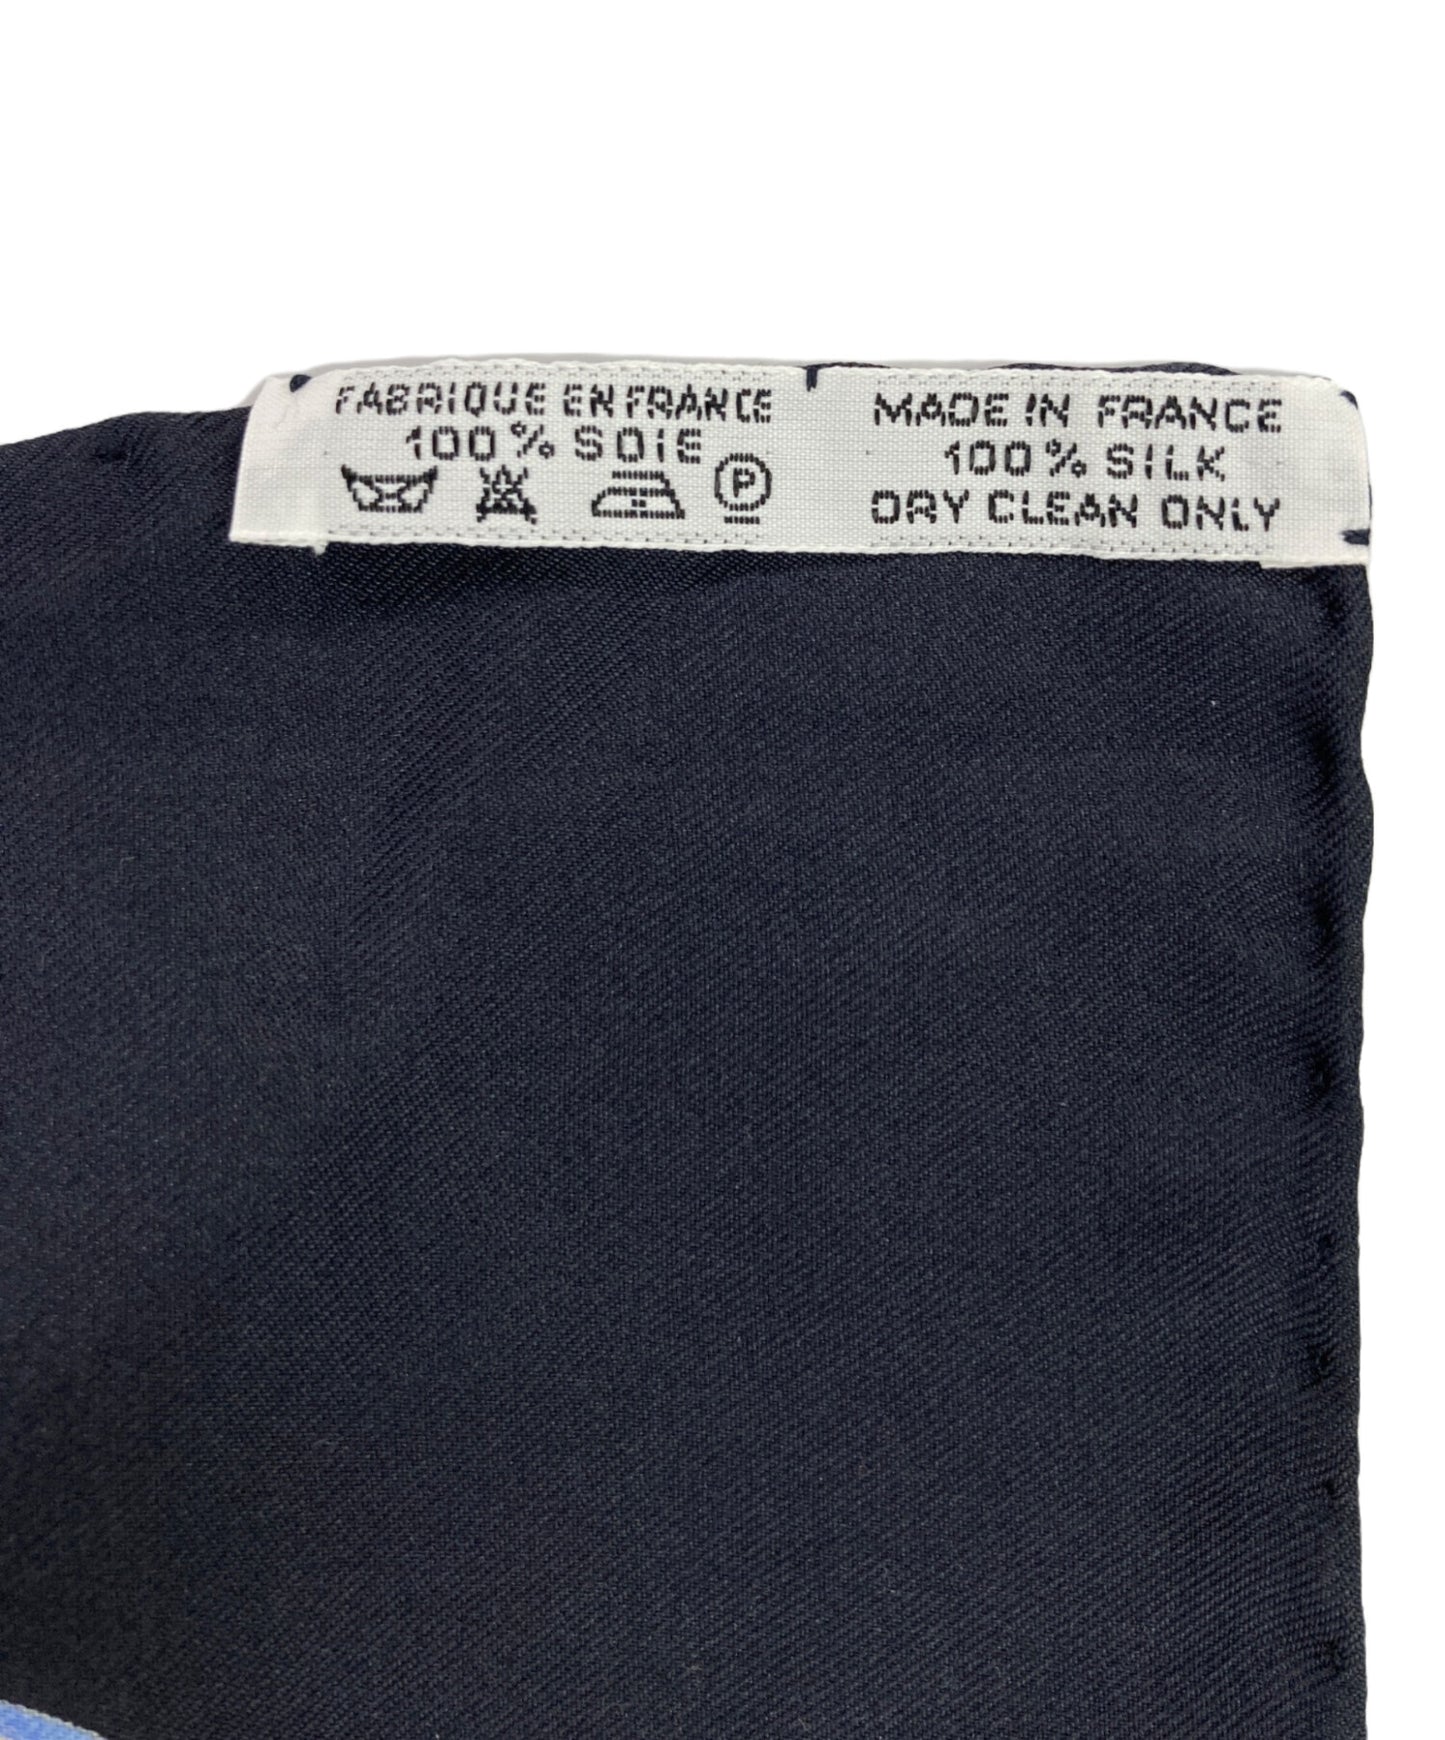 FABRIQUE EN FRANCE
100% SOIE
P
MADE IN FRANCE
100% SILK
DRY CLEAN ONLY